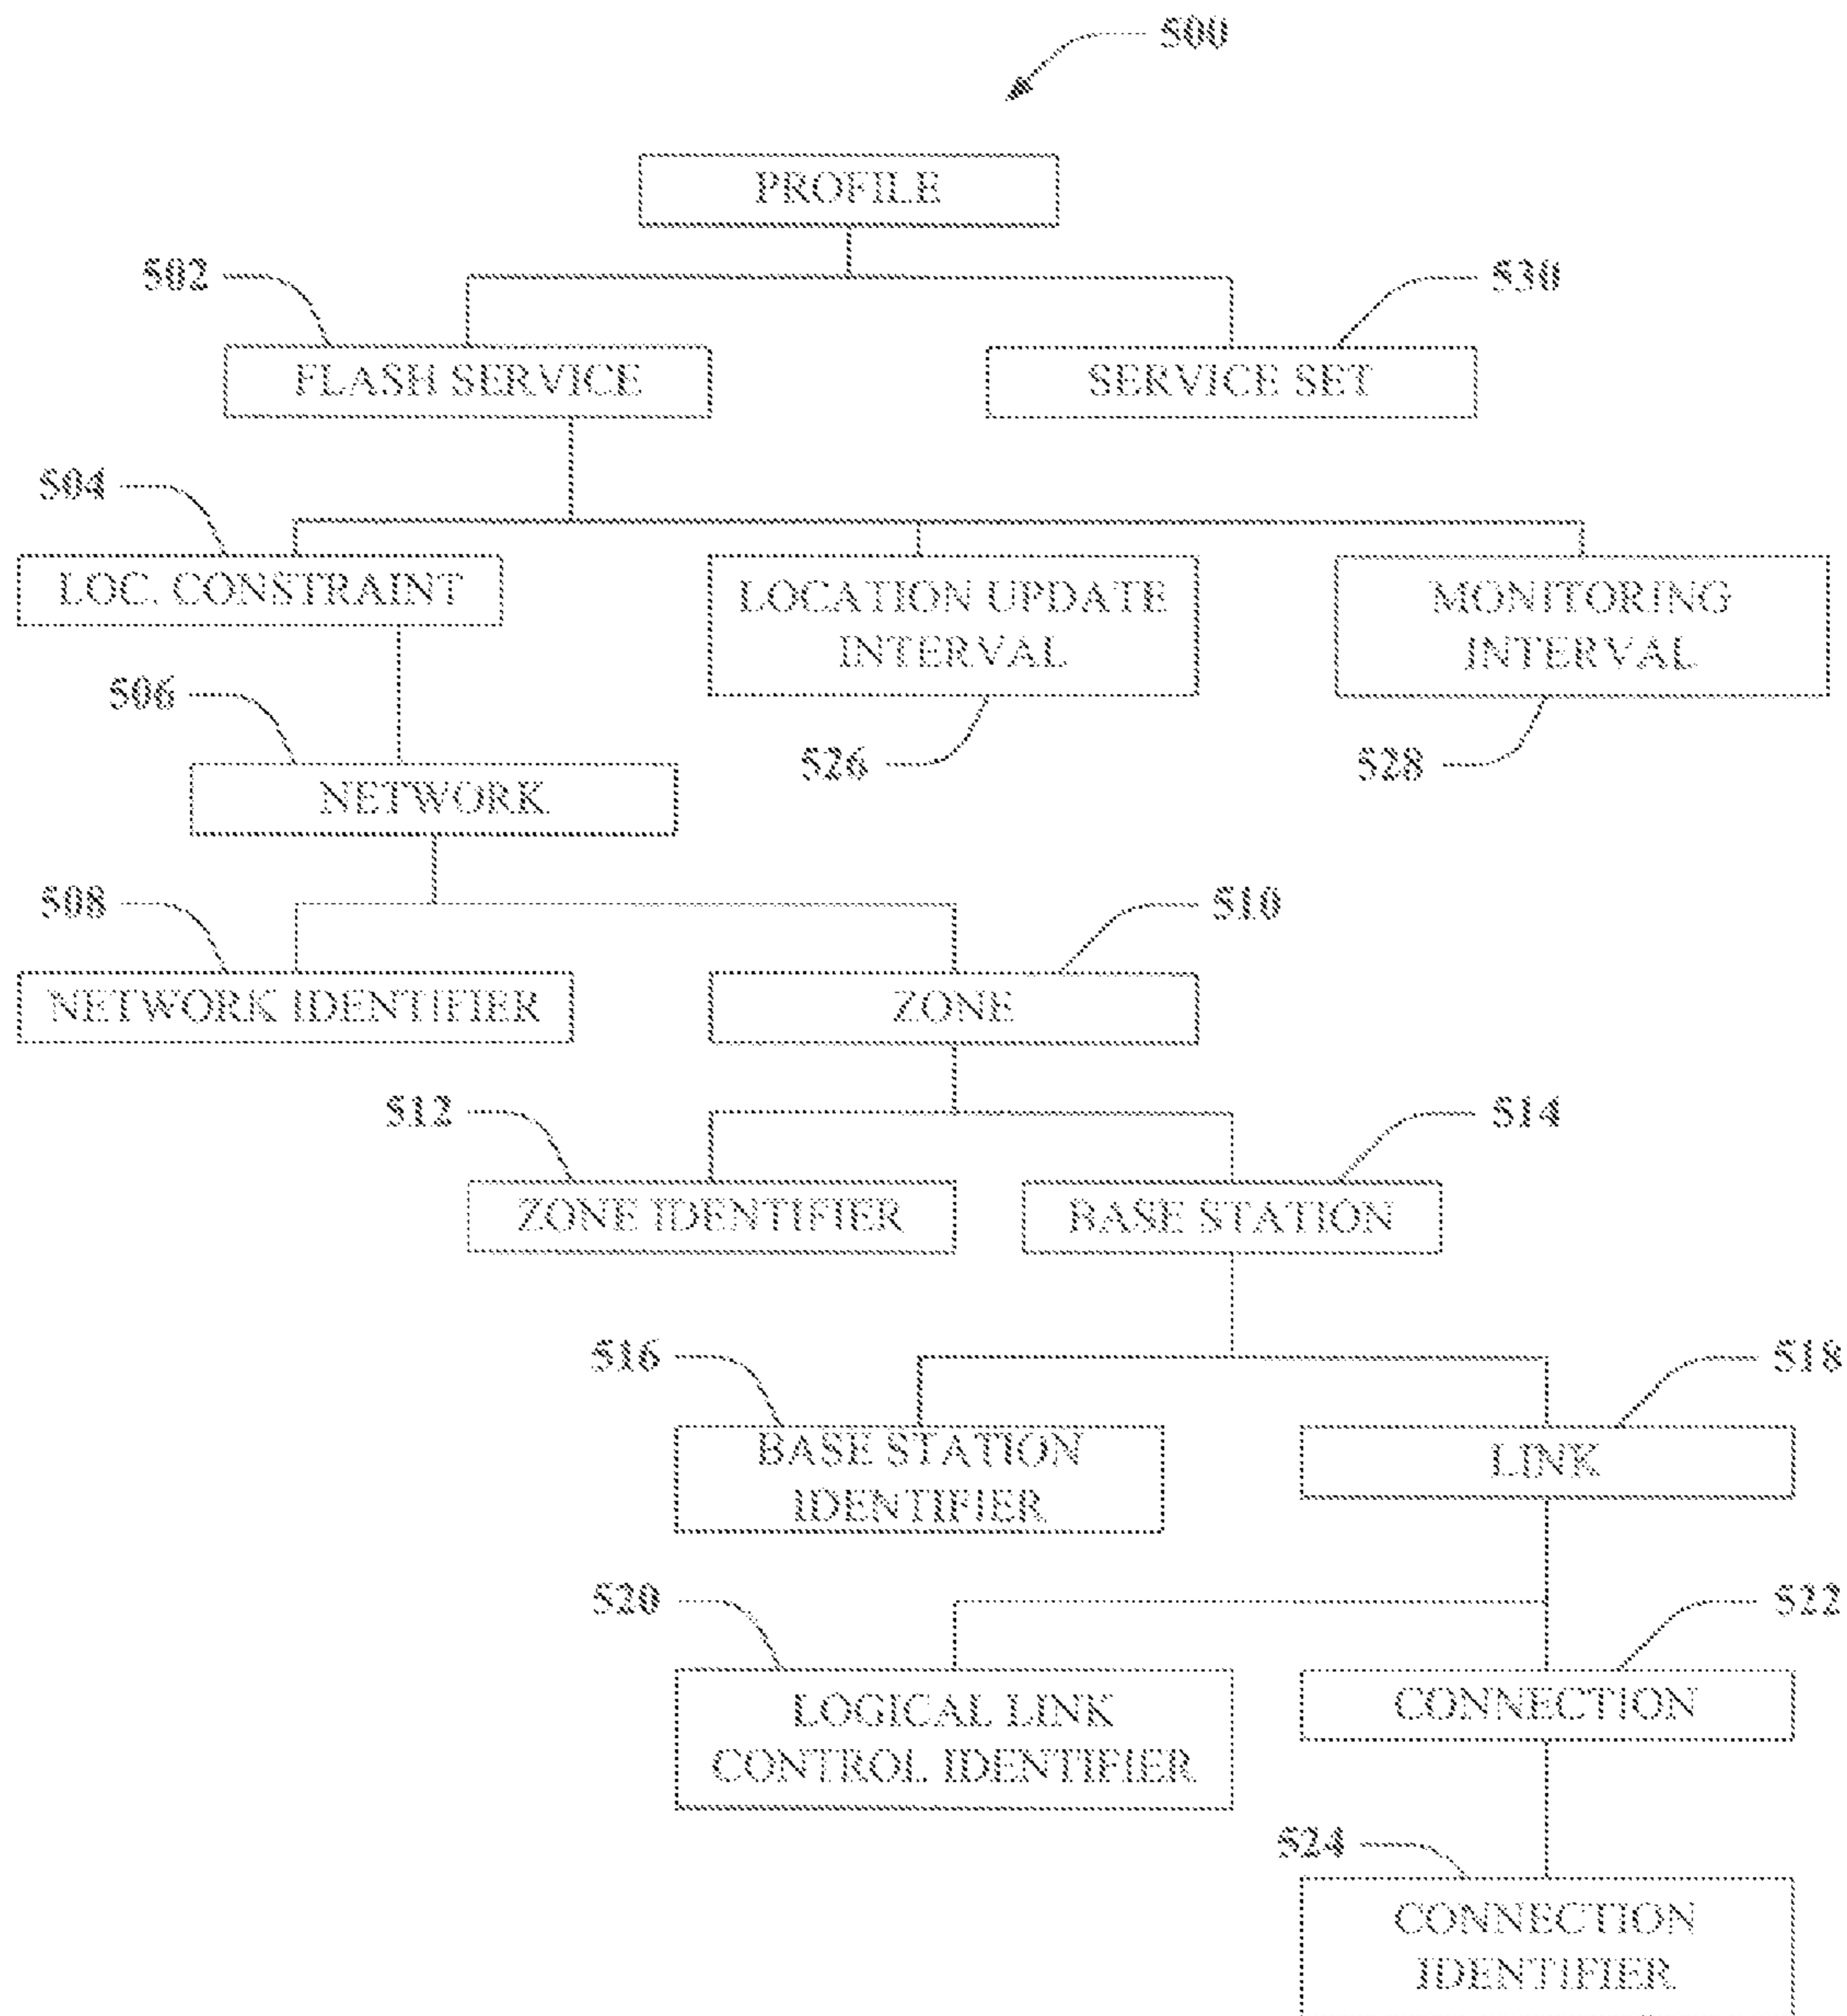 500
PROFILE
502
530
FLASH SERVICE
SERVICE SET
504
LOC. CONSTRAINT
LOCATION UPDATE
INTERVAL
MONITORING
INTERVAL
506
526
528
NETWORK
508
510
NETWORK IDENTIFIER
ZONE
512
514
ZONE IDENTIFIER
BASE STATION
516
518
BASE STATION
IDENTIFIER
LINK
520
522
LOGICAL LINK
CONTROL IDENTIFIER
CONNECTION
524
CONNECTION
IDENTIFIER